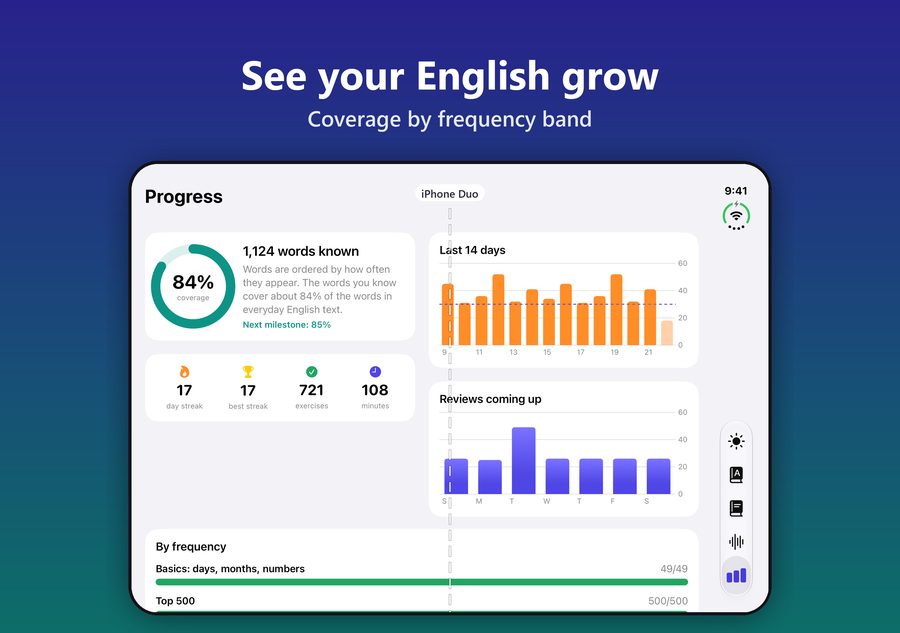 See your English grow
Coverage by frequency band
Progress
iPhone Duo
9:41
84%
coverage
1,124 words known
Words are ordered by how often
they appear. The words you know
cover about 84% of the words in
everyday English text.
Next milestone: 85%
17
day streak
17
best streak
721
exercises
108
minutes
Last 14 days
60
40
20
0
9
11
13
15
17
19
21
Reviews coming up
60
40
20
0
S
M
T
W
T
F
S
A
By frequency
Basics: days, months, numbers
49/49
Top 500
500/500